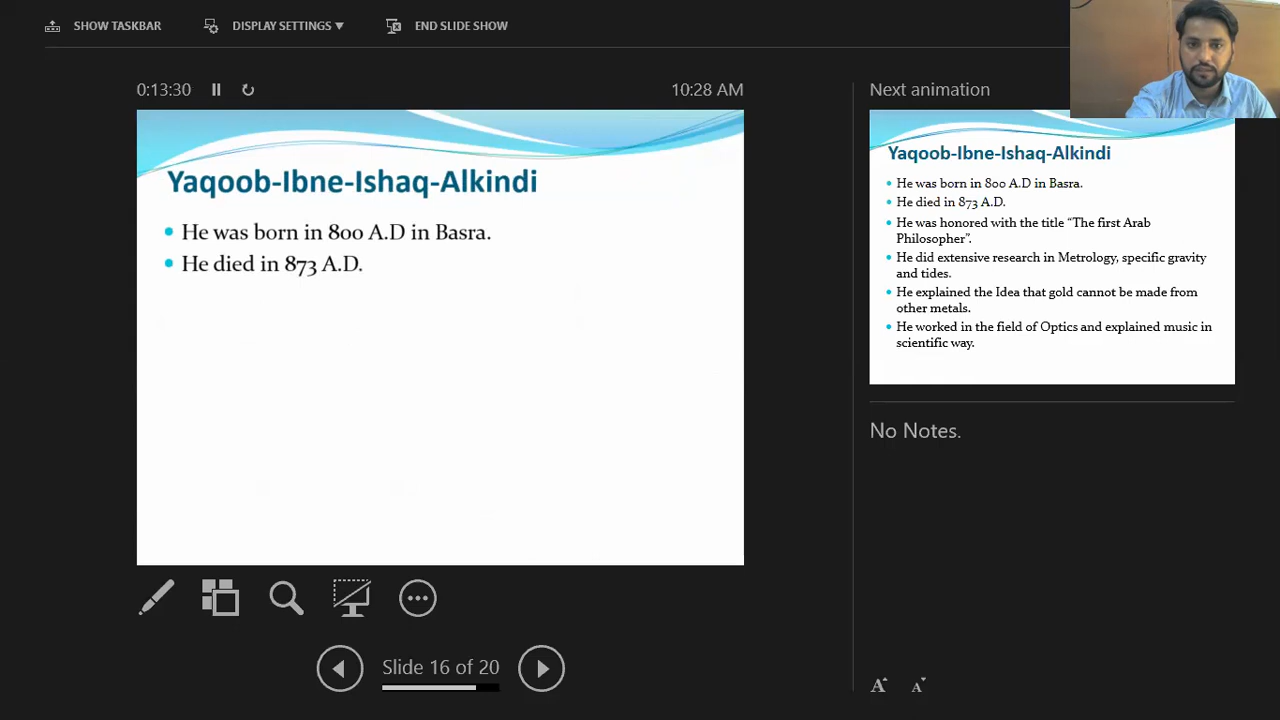 SHOW TASKBAR
DISPLAY SETTINGS
END SLIDE SHOW
0:13:30
10:28 AM
Yaqoob-Ibne-Ishaq-Alkindi
He was born in 800 A.D in Basra.
He died in 873 A.D.
Slide 16 of 20
Next animation
Yaqoob-Ibne-Ishaq-Alkindi
He was born in 800 A.D in Basra.
He died in 873 A.D.
He was honored with the title “The first Arab
Philosopher”.
He did extensive research in Metrology, specific gravity
and tides.
He explained the Idea that gold cannot be made from
other metals.
He worked in the field of Optics and explained music in
scientific way.
No Notes.
A A